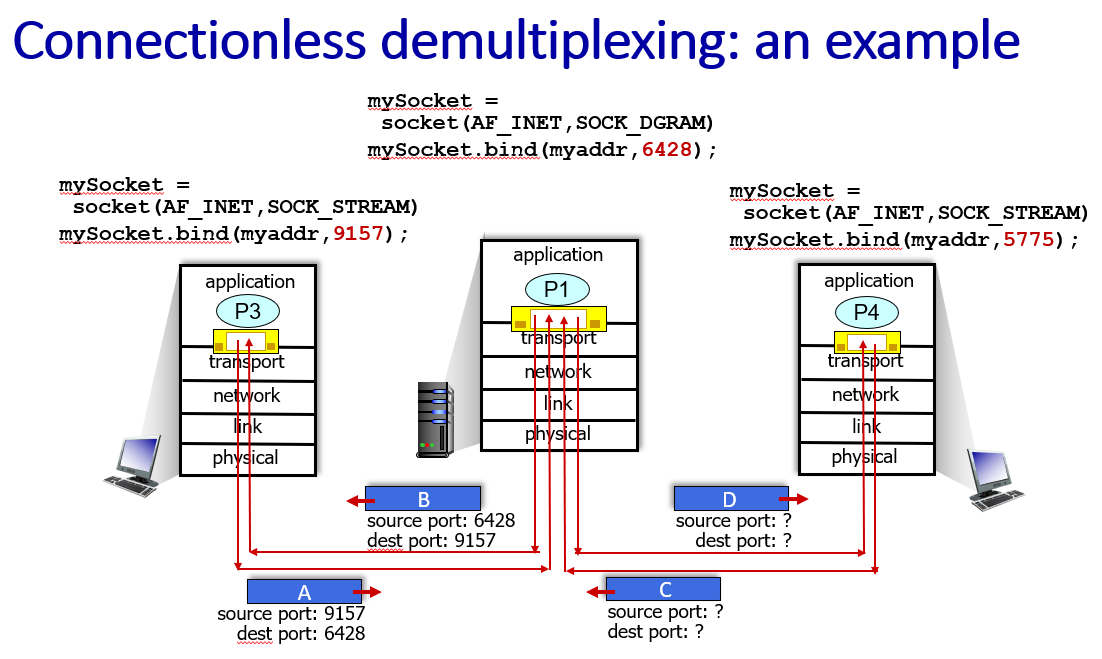 Connectionless demultiplexing: an example
mySocket =
socket(AF_INET,SOCK_DGRAM)
mySocket.bind(myaddr,6428);
mySocket =
socket(AF_INET,SOCK_STREAM)
mySocket.bind(myaddr,9157);
mySocket =
socket(AF_INET,SOCK_STREAM)
mySocket.bind(myaddr,5775);
application
P3
transport
network
link
physical
application
P1
transport
network
link
physical
application
P4
transport
network
link
physical
B
source port: 6428
dest port: 9157
D
source port: ?
dest port: ?
A
source port: 9157
dest port: 6428
C
source port: ?
dest port: ?